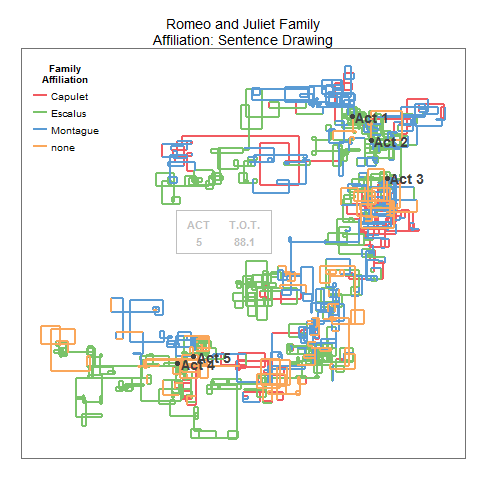 Romeo and Juliet Family
Affiliation: Sentence Drawing
Family
Affiliation
Capulet
Escalus
Montague
none
Act 1
Act 2
Act 3
ACT T.O.T.
5 88.1
Act 5
Act 4